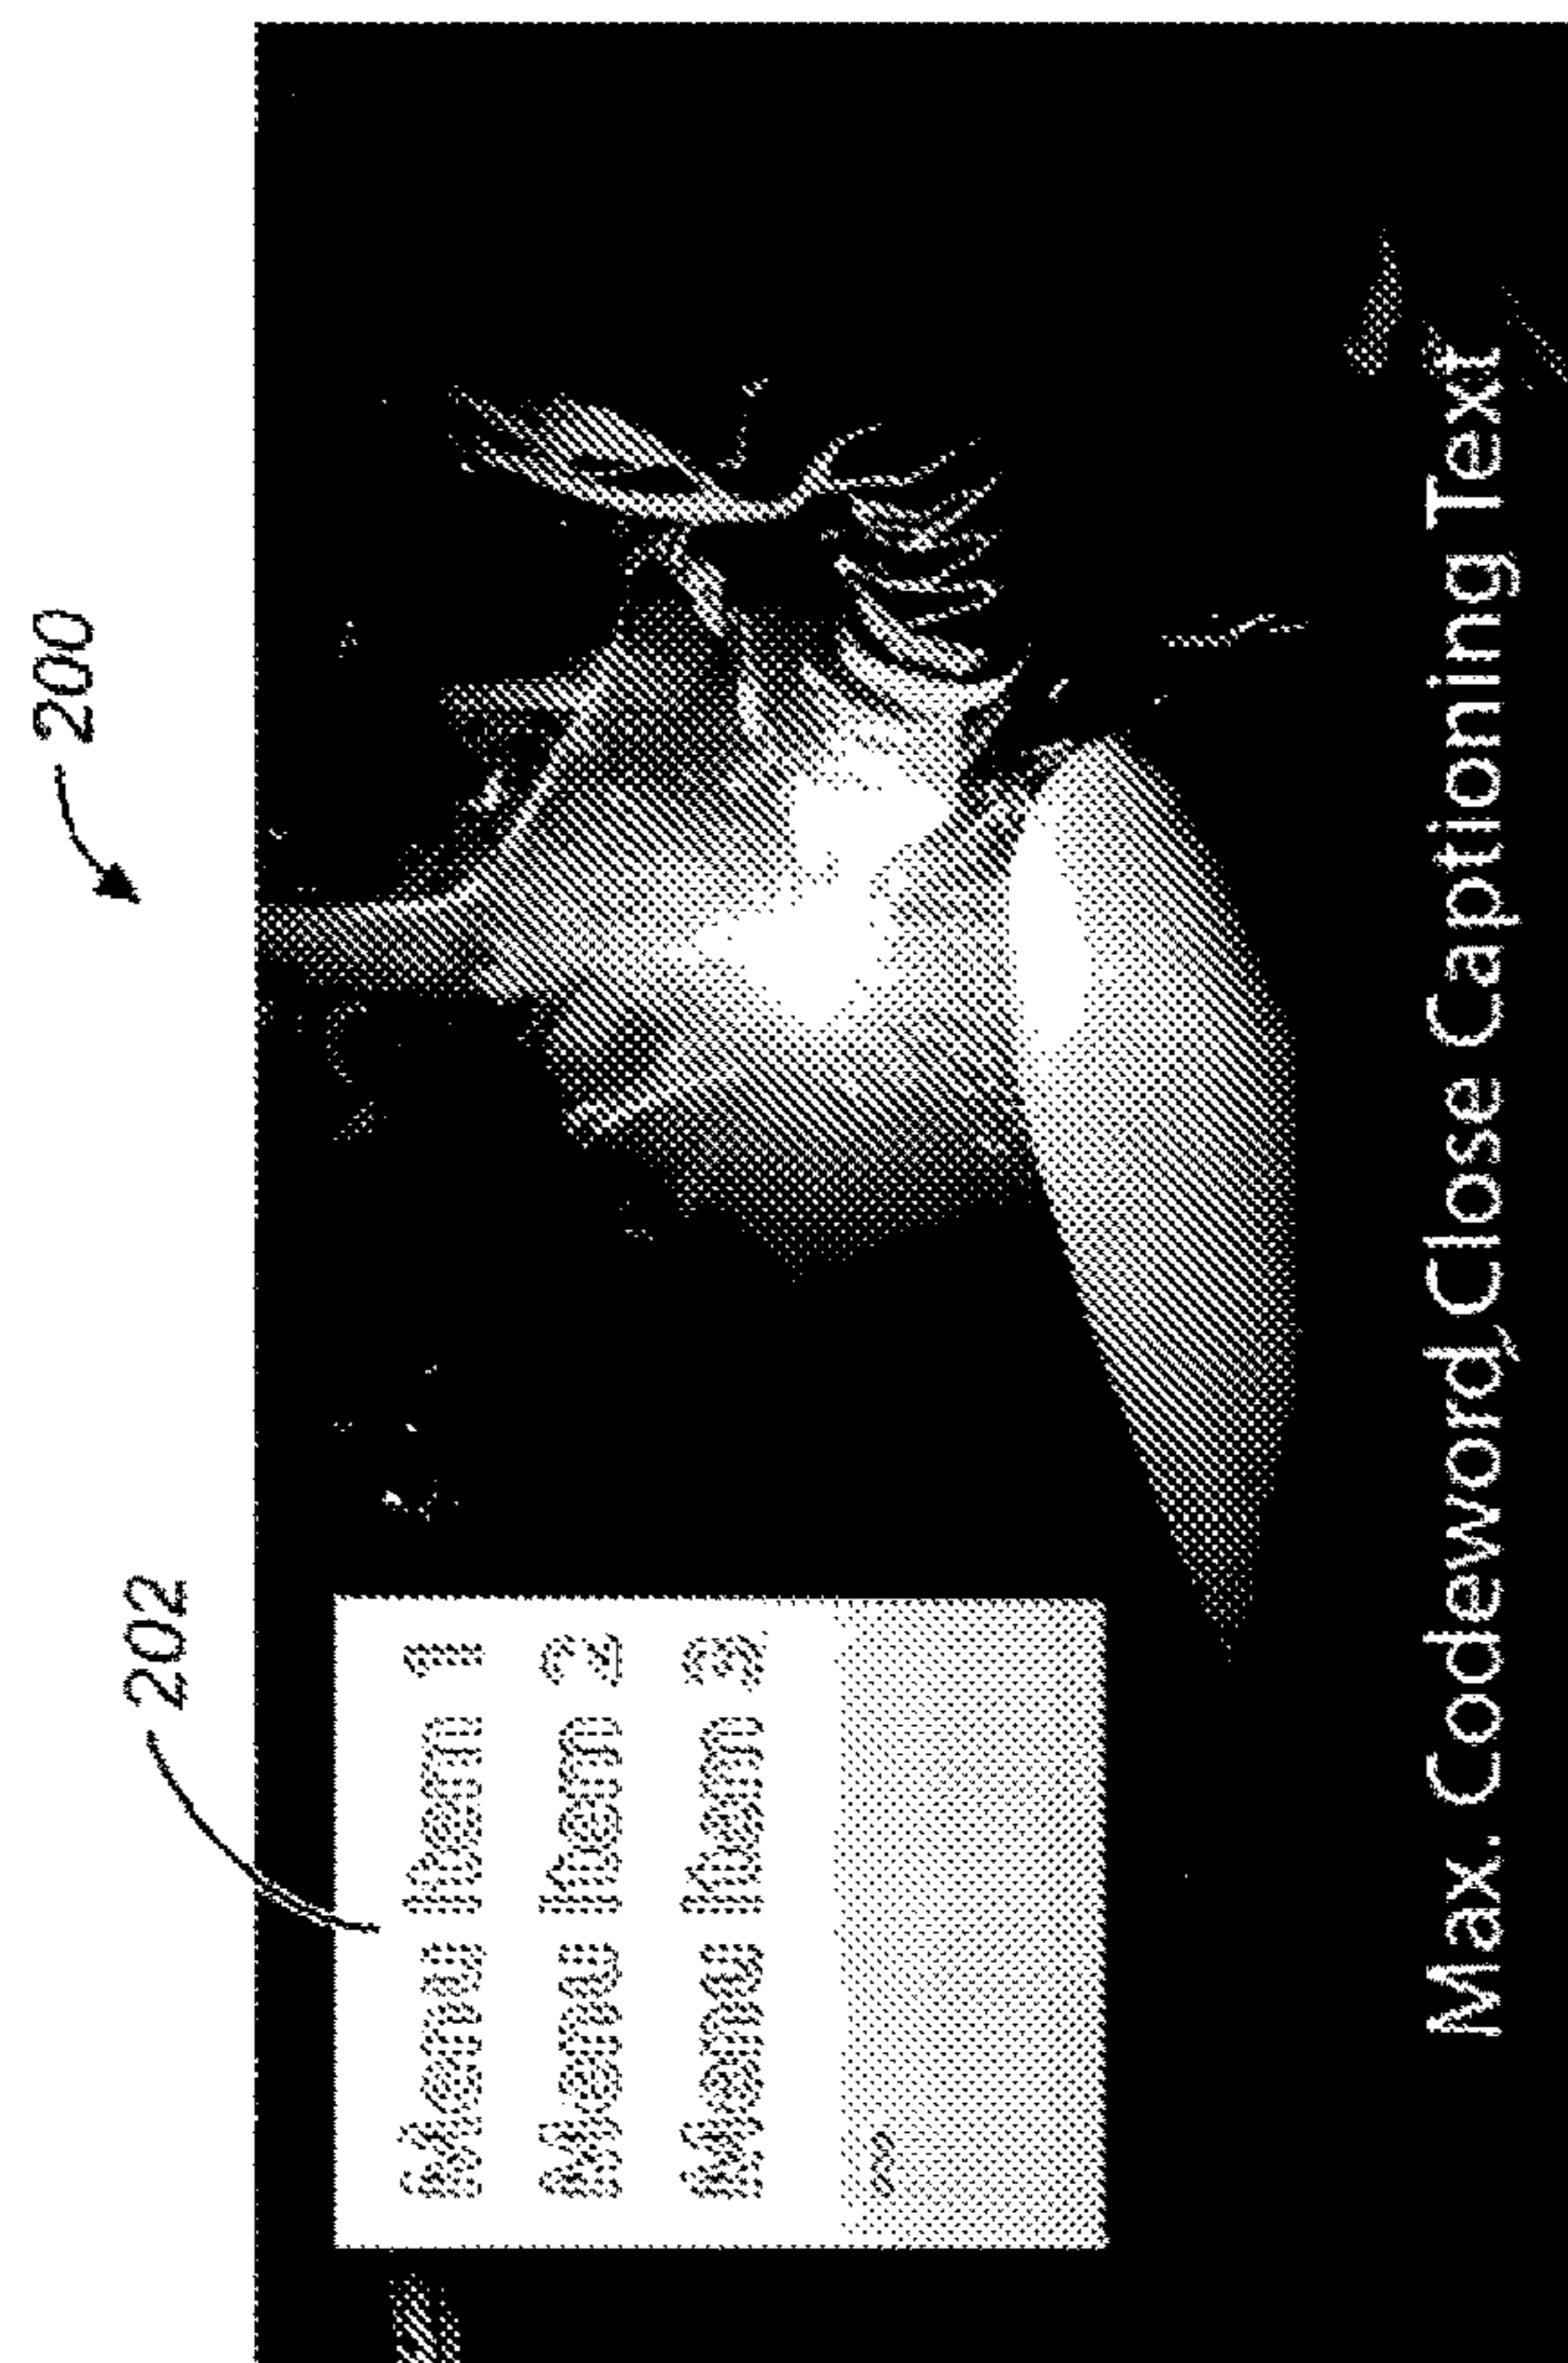 200
202
Menu Item 1
Menu Item 2
Menu Item 3
Max. Codeword Close Captioning Text